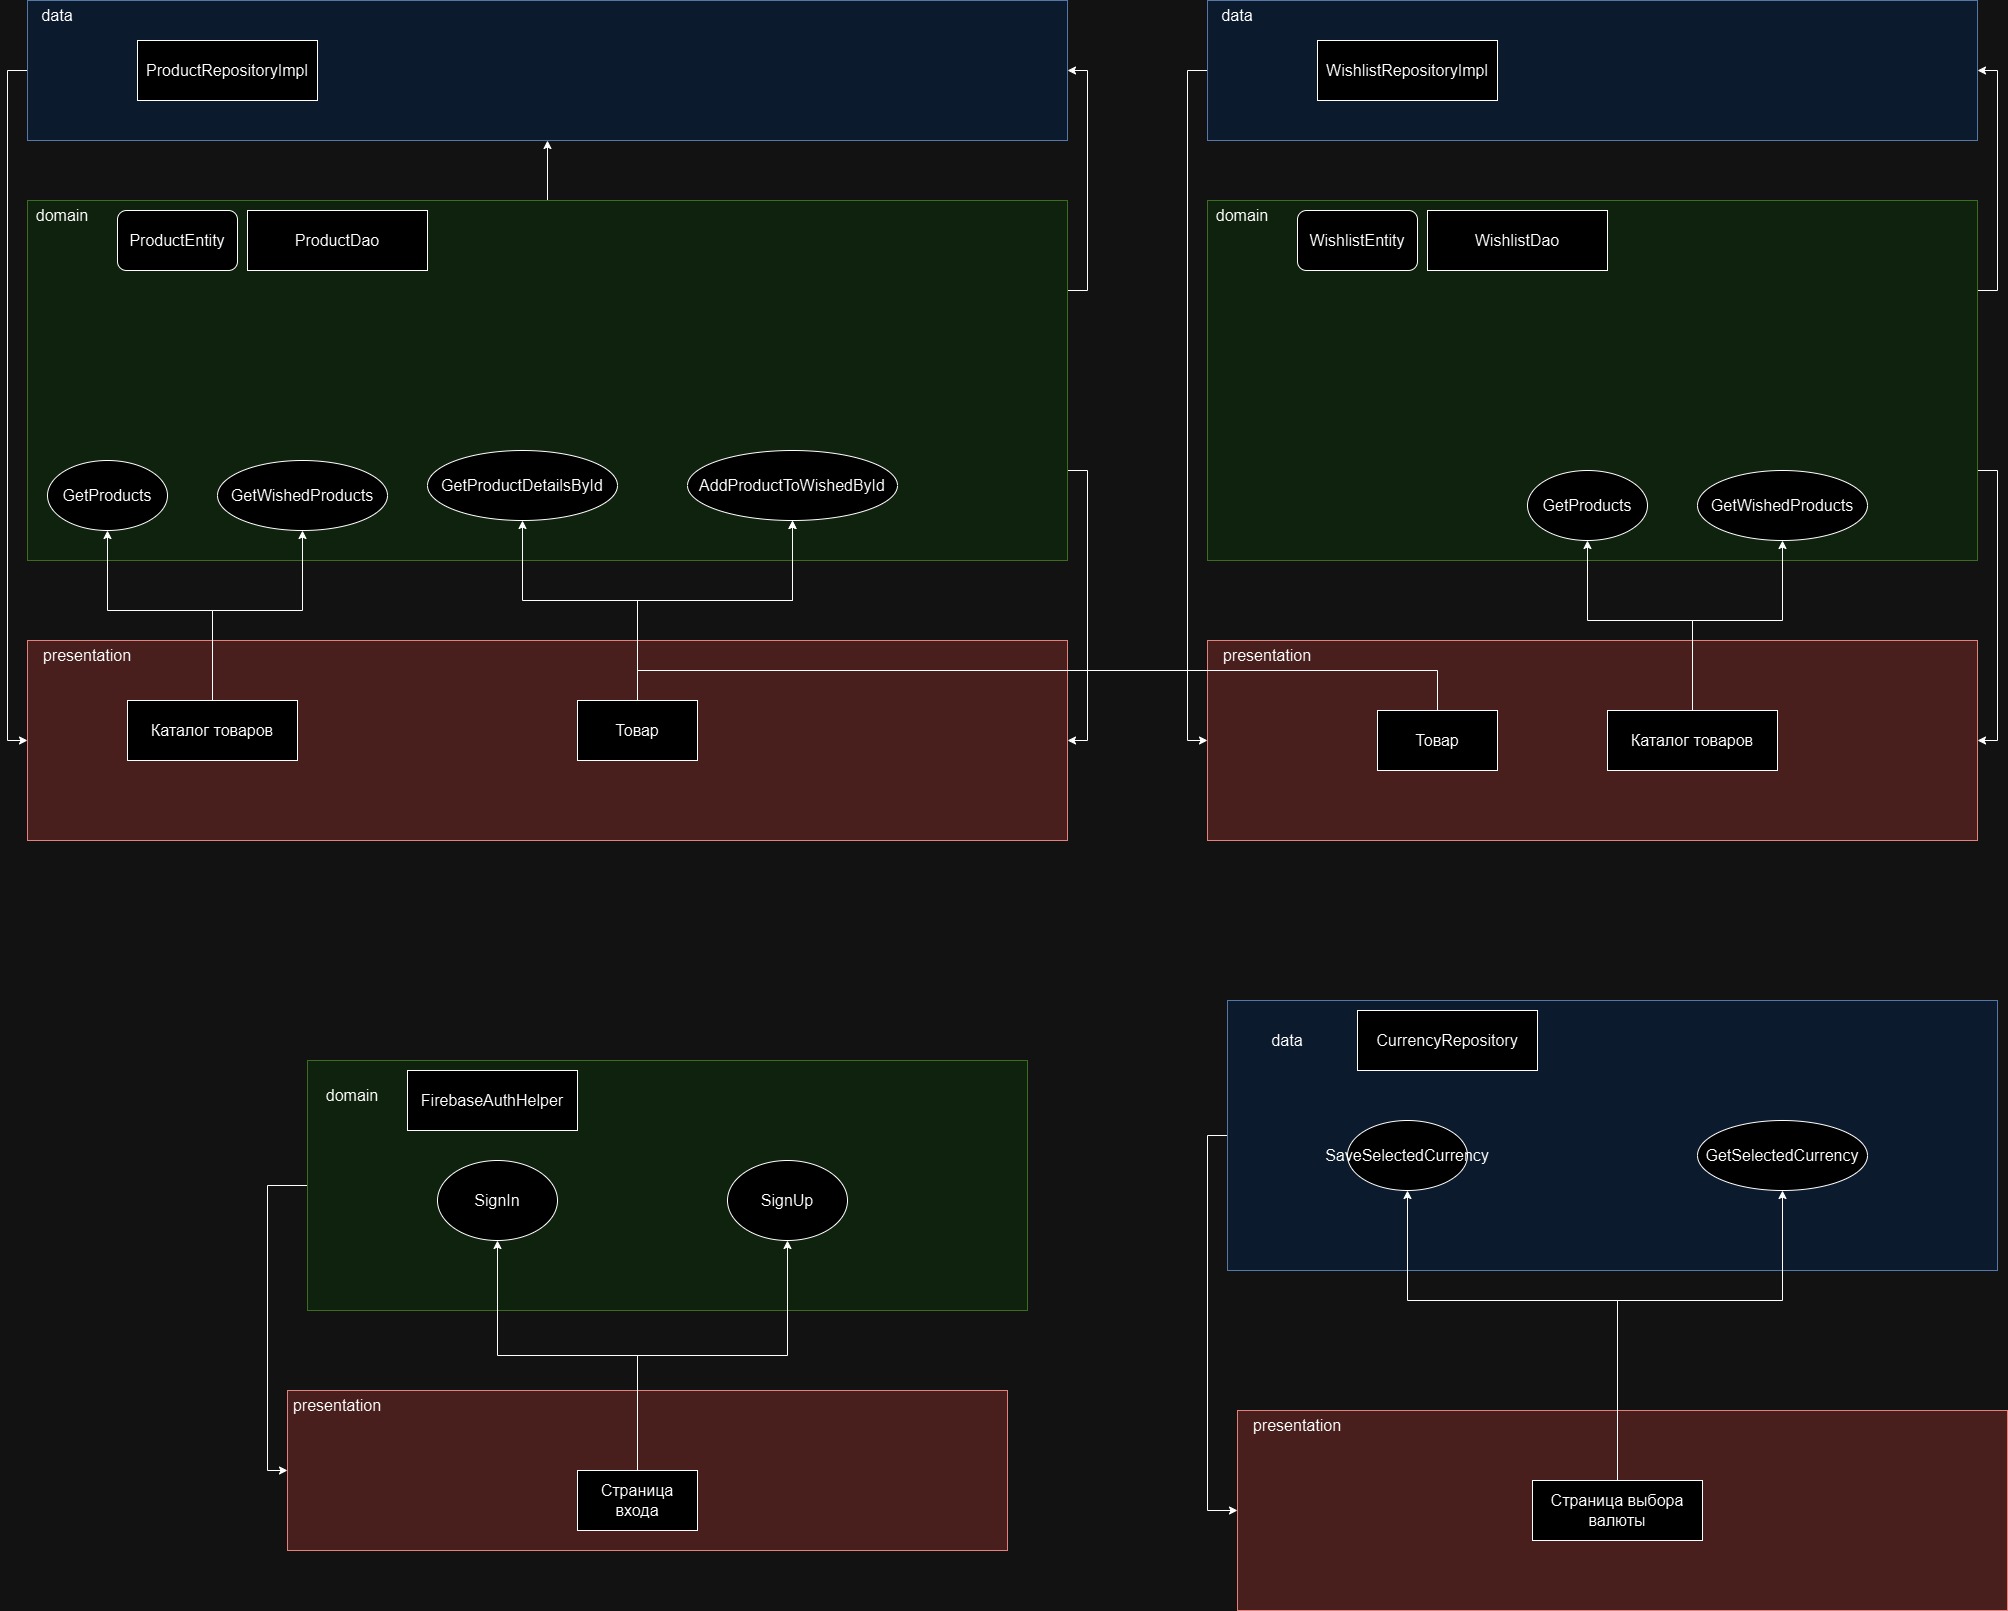 data
ProductRepositoryImpl
domain
ProductEntity
ProductDao
GetProducts
GetWishedProducts
GetProductDetailsById
AddProductToWishedById
presentation
Каталог товаров
Товар
data
WishlistRepositoryImpl
domain
WishlistEntity
WishlistDao
GetProducts
GetWishedProducts
presentation
Товар
Каталог товаров
domain
FirebaseAuthHelper
SignIn
SignUp
presentation
Страница
входа
data
CurrencyRepository
SaveSelectedCurrency
GetSelectedCurrency
presentation
Страница выбора
валюты